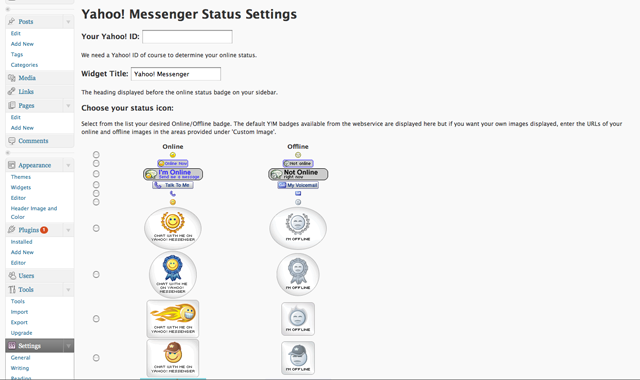 Posts
Edit
Add New
Tags
Categories
Media
Links
Pages
Edit
Add New
Comments
Appearance
Themes
Widgets
Editor
Header Image and
Color
Plugins 1
Installed
Add New
Editor
Users
Tools
Tools
Import
Export
Upgrade
Settings
General
Writing
Reading
Yahoo! Messenger Status Settings
Your Yahoo! ID:
We need a Yahoo! ID of course to determine your online status.
Widget Title: Yahoo! Messenger
The heading displayed before the online status badge on your sidebar.
Choose your status icon:
Select from the list your desired Online/Offline badge. The default Y!M badges available from the webservice are displayed here but if you want your own images displayed, enter the URLs of
your online and offline images in the areas provided under 'Custom Image'.
Online Offline
Online Now Not online
I'm Online Not Online
Send me a message right now
Talk To Me My Voicemail
CHAT WITH ME ON
YAHOO! MESSENGER
I'M OFFLINE
CHAT WITH ME
ON YAHOO!
MESSENGER
I'M OFFLINE
CHAT WITH ME ON
YAHOO! MESSENGER
I'M OFFLINE
CHAT WITH ME ON
YAHOO! MESSENGER
I'M OFFLINE